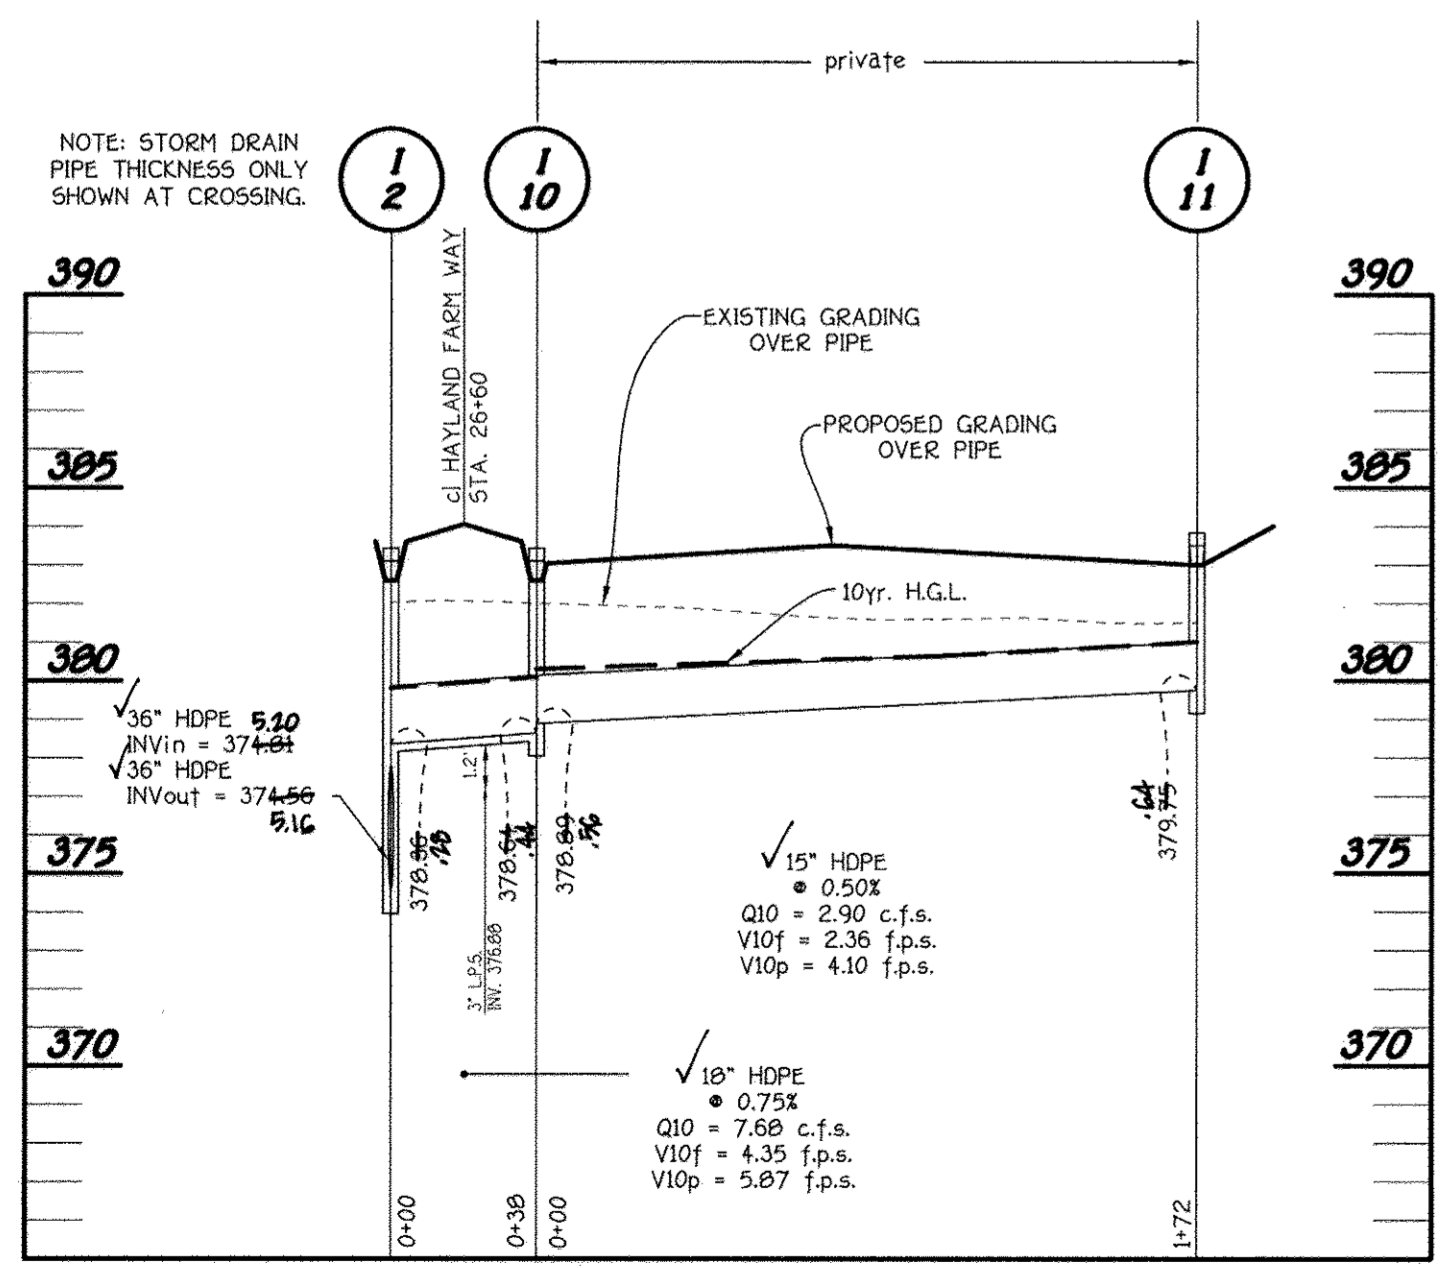 private
NOTE: STORM DRAIN
PIPE THICKNESS ONLY
SHOWN AT CROSSING.
I
2
I
10
I
11
390
390
cl HAYLAND FARM WAY
STA. 26+60
EXISTING GRADING
OVER PIPE
PROPOSED GRADING
OVER PIPE
385
385
10yr. H.G.L.
380
380
36" HDPE 5.20
INVin = 374.81
36" HDPE
INVout = 374.56
5.16
1.2'
378.36 .28
378.64 .44
378.89 .56
.64
379.75
375
375
3" L.P.S.
INV. 376.88
15" HDPE
@ 0.50%
Q10 = 2.90 c.f.s.
V10f = 2.36 f.p.s.
V10p = 4.10 f.p.s.
370
370
18" HDPE
@ 0.75%
Q10 = 7.68 c.f.s.
V10f = 4.35 f.p.s.
V10p = 5.87 f.p.s.
0+00
0+38
0+00
1+72